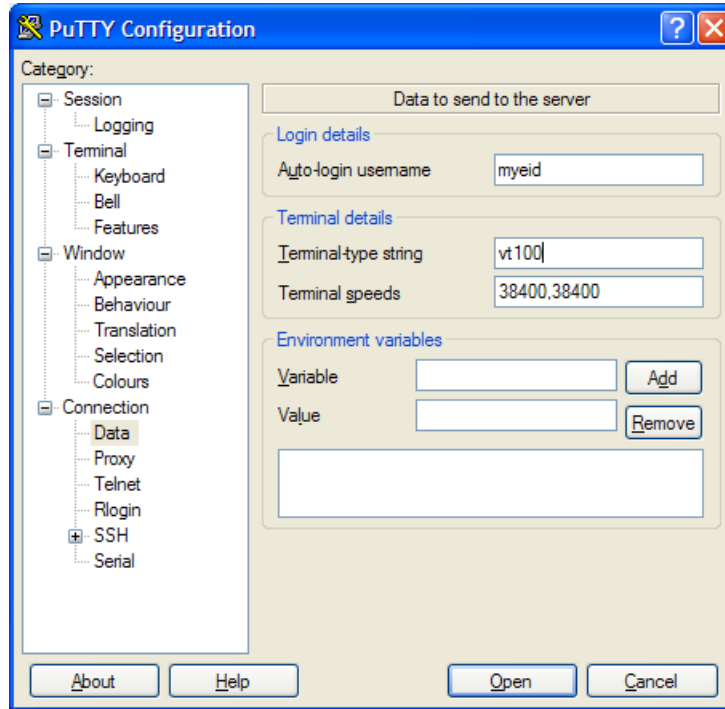 PuTTY Configuration
Category:
Session
Logging
Terminal
Keyboard
Bell
Features
Window
Appearance
Behaviour
Translation
Selection
Colours
Connection
Data
Proxy
Telnet
Rlogin
SSH
Serial
Data to send to the server
Login details
Auto-login username myeid
Terminal details
Terminal-type string vt100
Terminal speeds 38400,38400
Environment variables
Variable Add
Value Remove
About Help Open Cancel